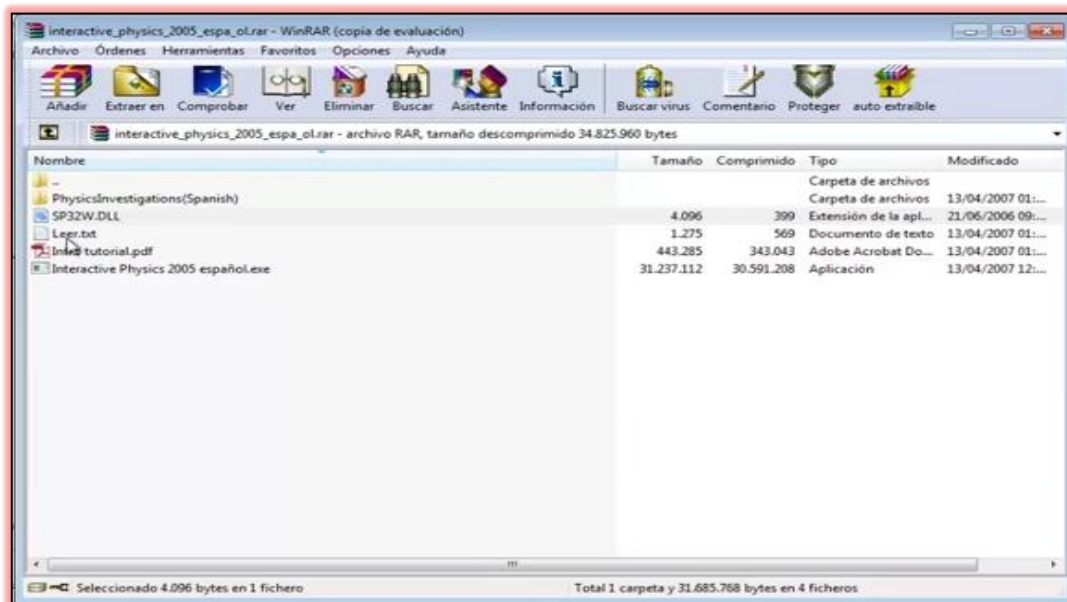 interactive_physics_2005_espa_ol.rar - WinRAR (copia de evaluación)
Archivo Órdenes Herramientas Favoritos Opciones Ayuda
Añadir Extraer en Comprobar Ver Eliminar Buscar Asistente Información Buscar virus Comentario Proteger auto extraible
interactive_physics_2005_espa_ol.rar - archivo RAR, tamaño descomprimido 34.825.960 bytes
Nombre Tamaño Comprimido Tipo Modificado
.. Carpeta de archivos
PhysicsInvestigations(Spanish) Carpeta de archivos 13/04/2007 01:...
SP32W.DLL 4.096 399 Extensión de la apl... 21/06/2006 09:...
Leer.txt 1.275 569 Documento de texto 13/04/2007 01:...
tutorial.pdf 443.285 343.043 Adobe Acrobat Do... 13/04/2007 01:...
Interactive Physics 2005 español.exe 31.237.112 30.591.208 Aplicación 13/04/2007 12:...
Seleccionado 4.096 bytes en 1 fichero Total 1 carpeta y 31.685.768 bytes en 4 ficheros